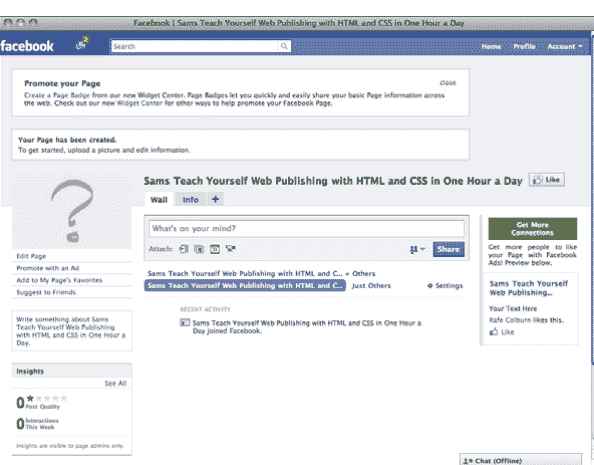 Facebook | Sams Teach Yourself Web Publishing with HTML and CSS in One Hour a Day
facebook
2
Search
Home Profile Account
Promote your Page
close
Create a Page Badge from our new Widget Center. Page Badges let you quickly and easily share your basic Page information across
the web. Check out our new Widget Center for other ways to help promote your Facebook Page.
Your Page has been created.
To get started, upload a picture and edit information.
?
Sams Teach Yourself Web Publishing with HTML and CSS in One Hour a Day
Like
Wall Info +
What's on your mind?
Attach:
Share
Sams Teach Yourself Web Publishing with HTML and C... + Others
Sams Teach Yourself Web Publishing with HTML and C... Just Others Settings
RECENT ACTIVITY
Sams Teach Yourself Web Publishing with HTML and CSS in One Hour a
Day joined Facebook.
Edit Page
Promote with an Ad
Add to My Page's Favorites
Suggest to Friends
Write something about Sams
Teach Yourself Web Publishing
with HTML and CSS in One Hour a
Day.
Insights
See All
0 Post Quality
0 Interactions
This Week
Insights are visible to page admins only.
Get More
Connections
Get more people to like
your Page with Facebook
Ads! Preview below.
Sams Teach Yourself
Web Publishing...
Your Text Here
Rafe Colburn likes this.
Like
Chat (Offline)